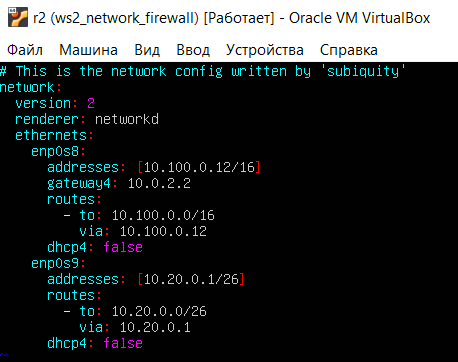 r2 (ws2_network_firewall) [Работает] - Oracle VM VirtualBox
Файл Машина Вид Ввод Устройства Справка
# This is the network config written by 'subiquity'
network:
  version: 2
  renderer: networkd
  ethernets:
    enp0s8:
      addresses: [10.100.0.12/16]
      gateway4: 10.0.2.2
      routes:
        - to: 10.100.0.0/16
          via: 10.100.0.12
      dhcp4: false
    enp0s9:
      addresses: [10.20.0.1/26]
      routes:
        - to: 10.20.0.0/26
          via: 10.20.0.1
      dhcp4: false
~